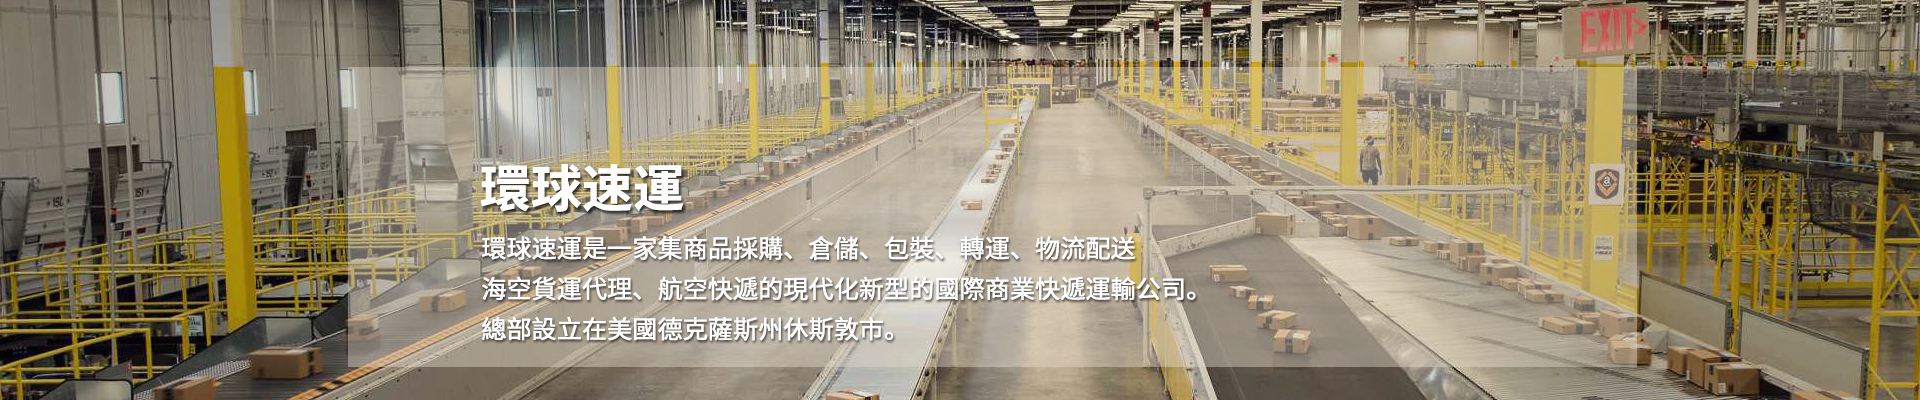 EXIT
環球速運
環球速運是一家集商品採購、倉儲、包裝、轉運、物流配送
海空貨運代理、航空快遞的現代化新型的國際商業快遞運輸公司。
總部設立在美國德克薩斯州休斯敦市。